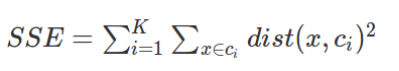 SSE = ∑_{i=1}^{K} ∑_{x∈c_i} dist(x, c_i)^2